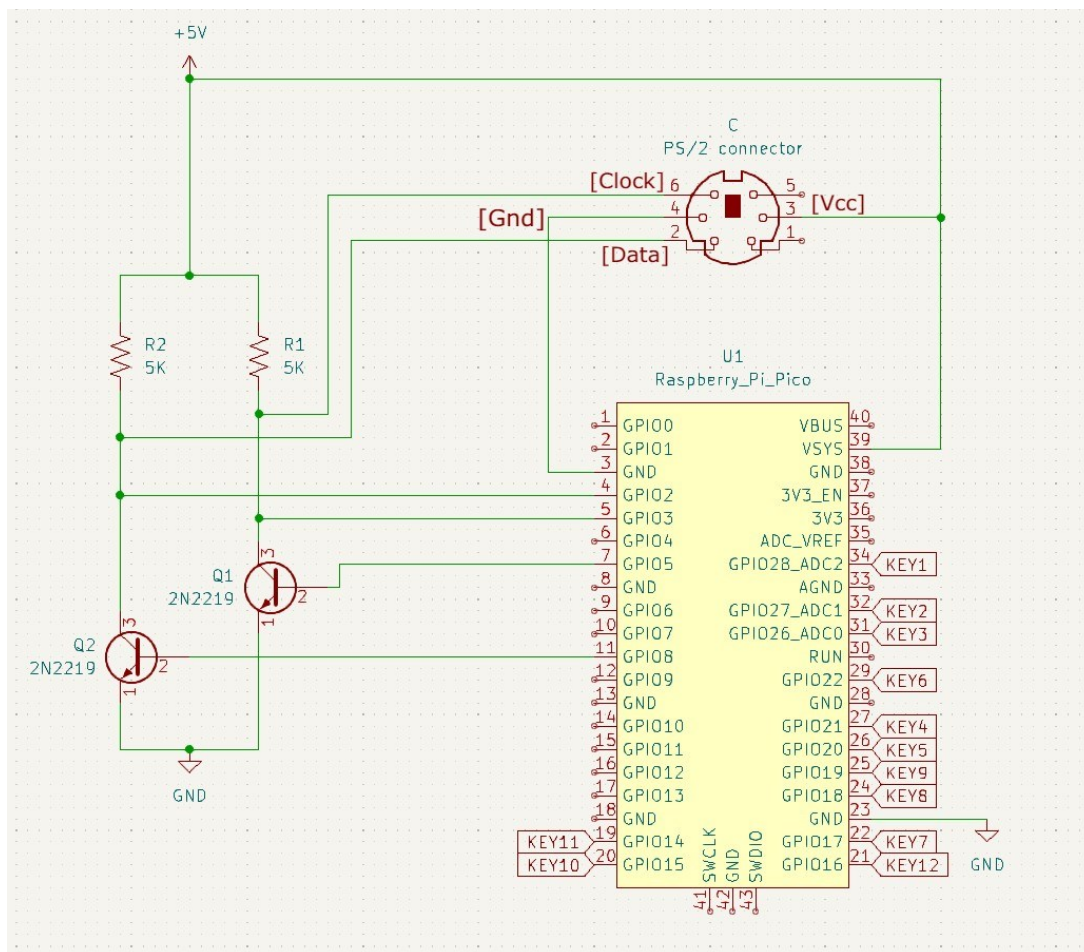 +5V
C
PS/2 connector
[Clock] 6 5
[Gnd] 4 3 [Vcc]
[Data] 2 1
R2 5K
R1 5K
U1
Raspberry_Pi_Pico
1 GPIO0 VBUS 40
2 GPIO1 VSYS 39
3 GND GND 38
4 GPIO2 3V3_EN 37
5 GPIO3 3V3 36
6 GPIO4 ADC_VREF 35
7 GPIO5 GPIO28_ADC2 34 KEY1
8 GND AGND 33
9 GPIO6 GPIO27_ADC1 32 KEY2
10 GPIO7 GPIO26_ADC0 31 KEY3
11 GPIO8 RUN 30
12 GPIO9 GPIO22 29 KEY6
13 GND GND 28
14 GPIO10 GPIO21 27 KEY4
15 GPIO11 GPIO20 26 KEY5
16 GPIO12 GPIO19 25 KEY9
17 GPIO13 GPIO18 24 KEY8
18 GND GND 23
KEY11 19 GPIO14 GPIO17 22 KEY7
KEY10 20 GPIO15 GPIO16 21 KEY12
SWCLK GND SWDIO
41 42 43
Q1
2N2219
3 2 1
Q2
2N2219
3 2 1
GND
GND